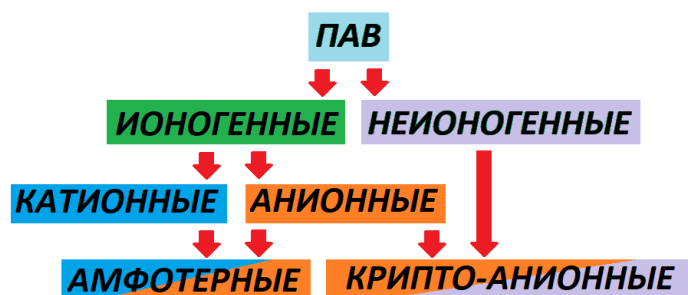 ПАВ
ИОНОГЕННЫЕ НЕИОНОГЕННЫЕ
КАТИОННЫЕ АНИОННЫЕ
АМФОТЕРНЫЕ КРИПТО-АНИОННЫЕ